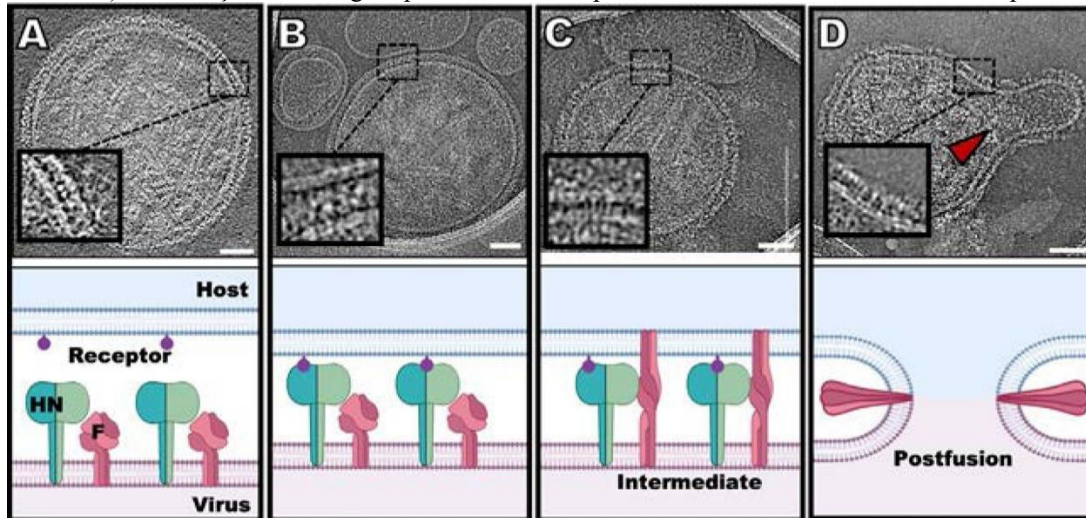 A
B
C
D
Host
Receptor
HN
F
Virus
Intermediate
Postfusion